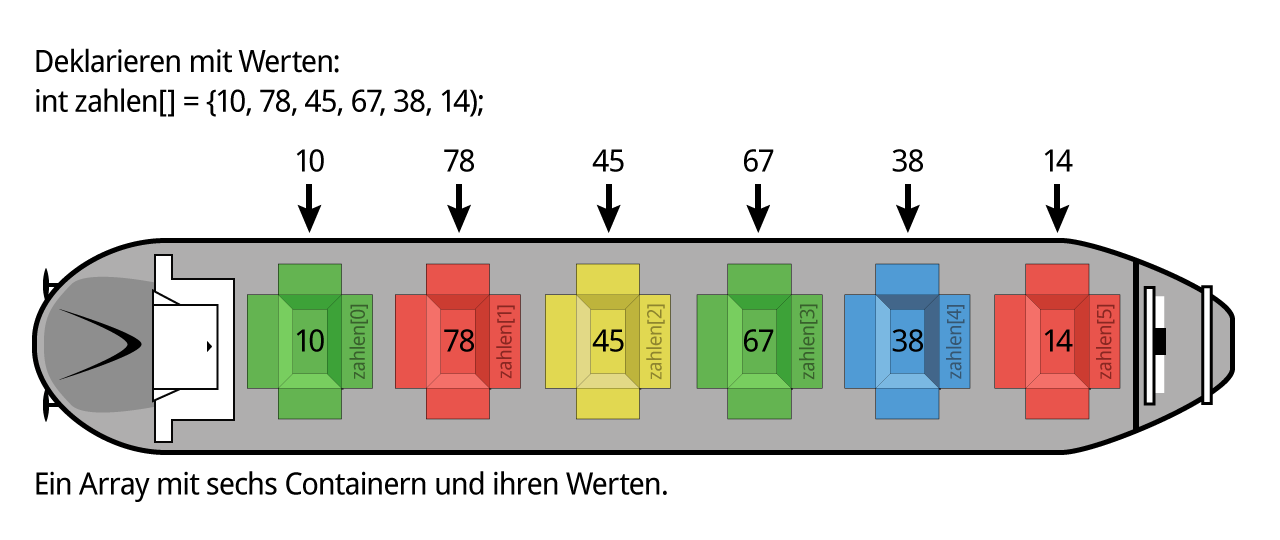 Deklarieren mit Werten:
int zahlen[] = {10, 78, 45, 67, 38, 14);
10 78 45 67 38 14
10 zahlen[0] 78 zahlen[1] 45 zahlen[2] 67 zahlen[3] 38 zahlen[4] 14 zahlen[5]
Ein Array mit sechs Containern und ihren Werten.